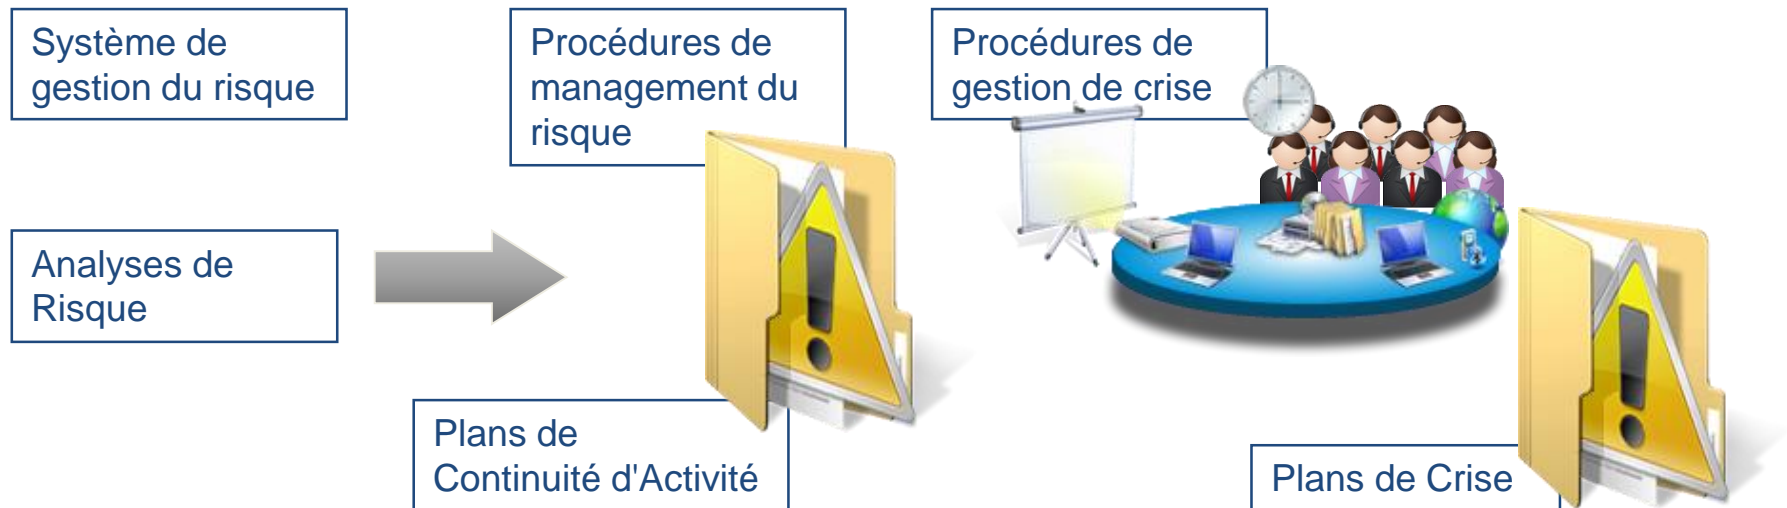 Système de
gestion du risque
Procédures de
management du
risque
Procédures de
gestion de crise
Analyses de
Risque
Plans de
Continuité d'Activité
Plans de Crise